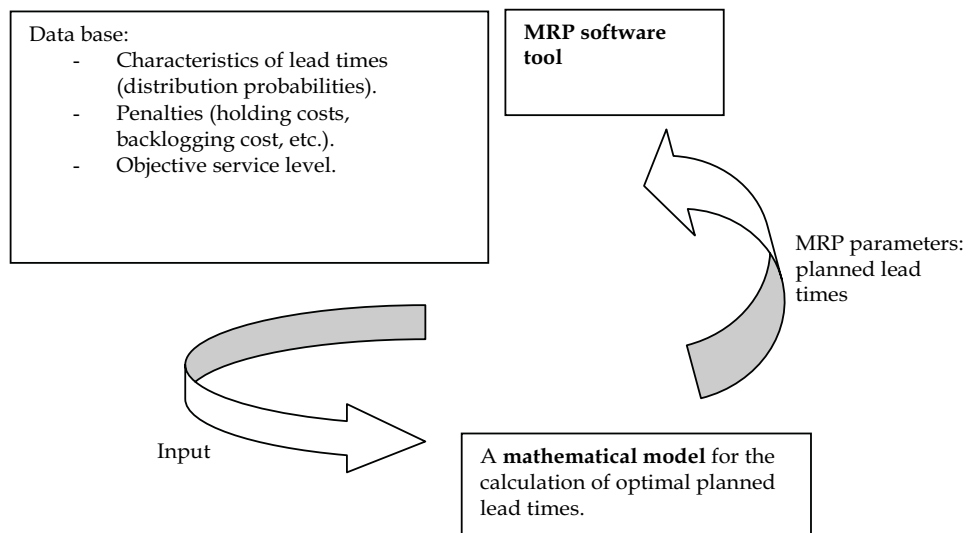 Data base:
- Characteristics of lead times
(distribution probabilities).
- Penalties (holding costs,
backlogging cost, etc.).
- Objective service level.
MRP software
tool
MRP parameters:
planned lead
times
Input
A mathematical model for the
calculation of optimal planned
lead times.